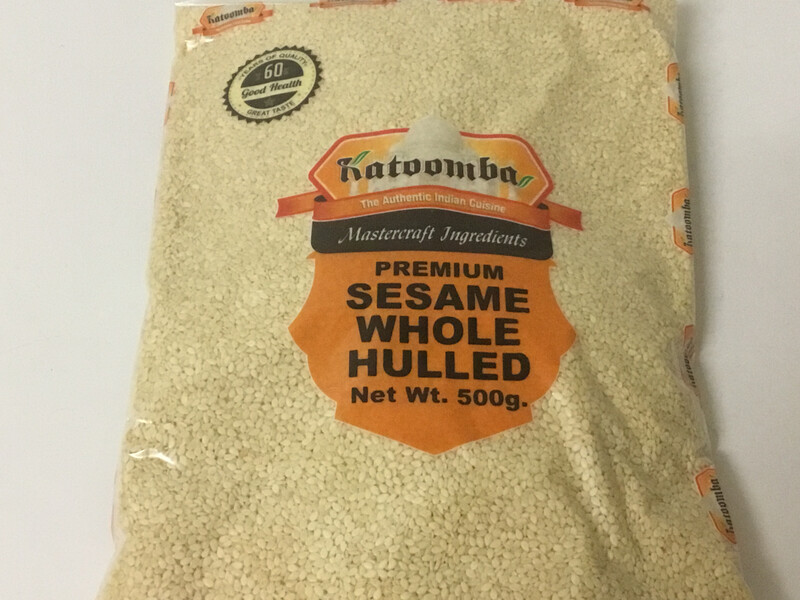 Katoomba
YEARS OF QUALITY
60
Good Health
GREAT TASTE
Katoomba
The Authentic Indian Cuisine
Mastercraft Ingredients
PREMIUM
SESAME
WHOLE
HULLED
Net Wt. 500g.
Katoomba
Katoomba